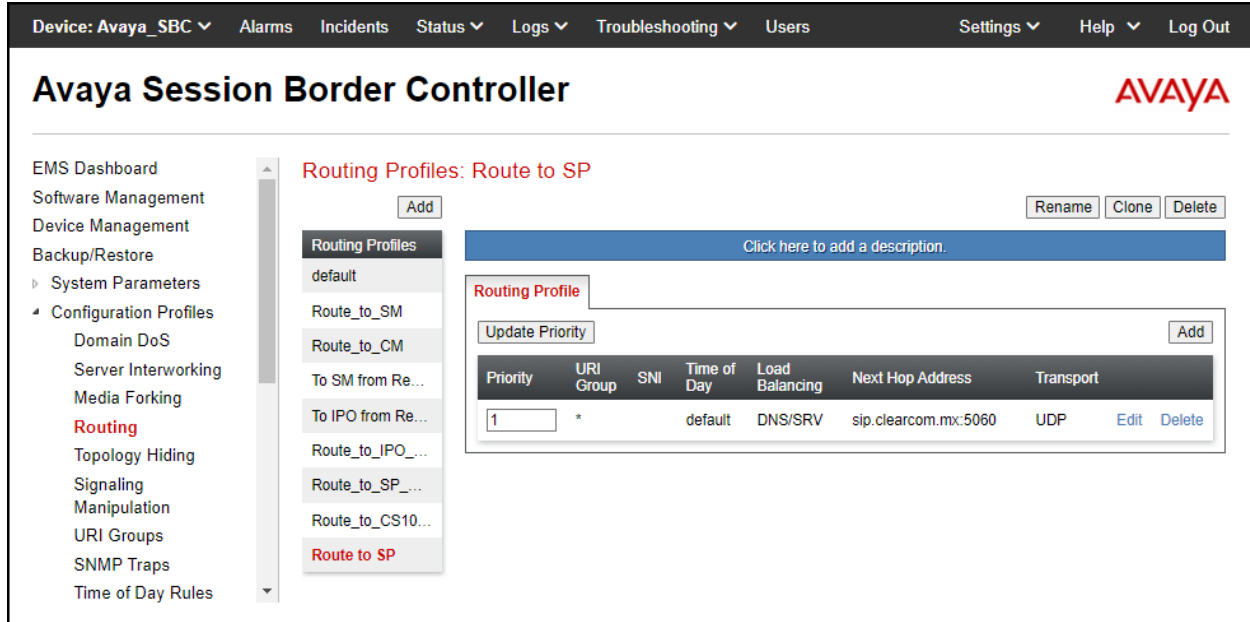 Device: Avaya_SBC Alarms Incidents Status Logs Troubleshooting Users Settings Help Log Out
Avaya Session Border Controller
AVAYA
EMS Dashboard
Software Management
Device Management
Backup/Restore
System Parameters
Configuration Profiles
Domain DoS
Server Interworking
Media Forking
Routing
Topology Hiding
Signaling
Manipulation
URI Groups
SNMP Traps
Time of Day Rules
Routing Profiles: Route to SP
Add
Rename Clone Delete
Routing Profiles
default
Route_to_SM
Route_to_CM
To SM from Re...
To IPO from Re...
Route_to_IPO_...
Route_to_SP_...
Route_to_CS10...
Route to SP
Click here to add a description.
Routing Profile
Update Priority Add
Priority URI Group SNI Time of Day Load Balancing Next Hop Address Transport
1 * default DNS/SRV sip.clearcom.mx:5060 UDP Edit Delete